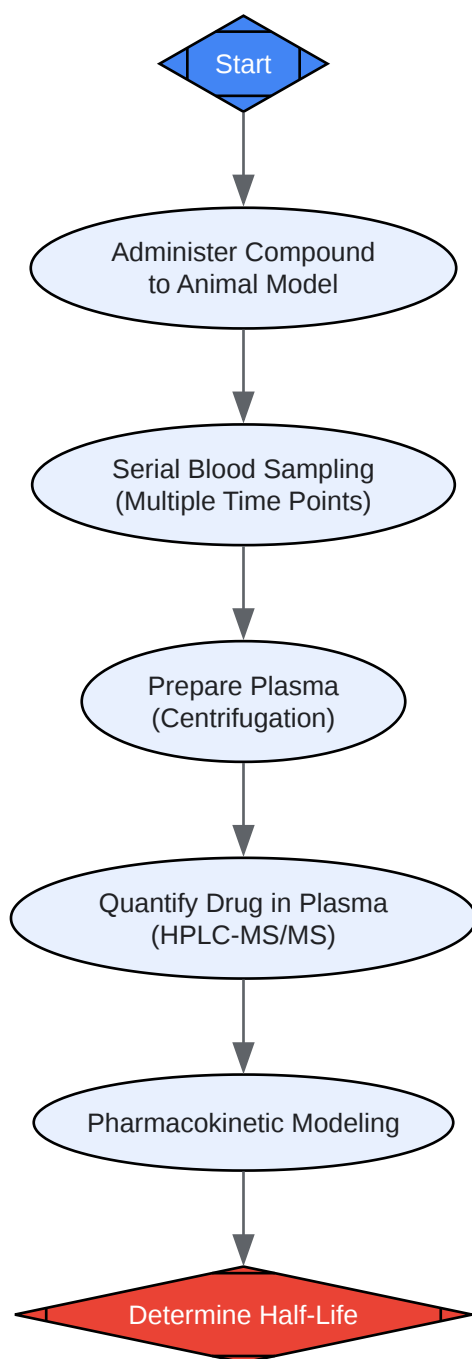 Start
Administer Compound
to Animal Model
Serial Blood Sampling
(Multiple Time Points)
Prepare Plasma
(Centrifugation)
Quantify Drug in Plasma
(HPLC-MS/MS)
Pharmacokinetic Modeling
Determine Half-Life